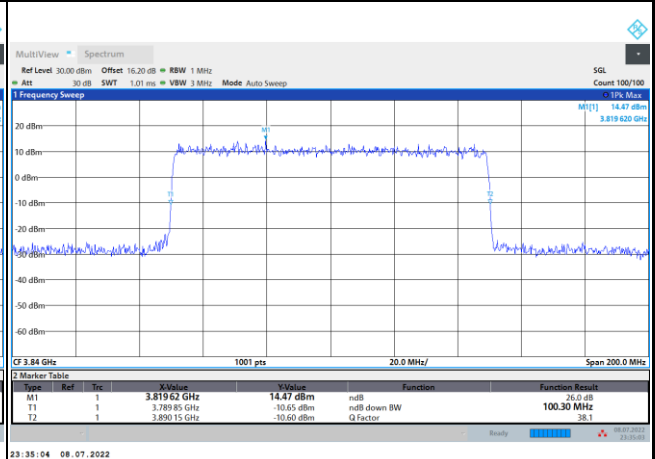 MultiView Spectrum
Ref Level 30.00 dBm Offset 16.20 dB RBW 1 MHz SGL
Att 30 dB SWT 1.01 ms VBW 3 MHz Mode Auto Sweep Count 100/100
1 Frequency Sweep 1Pk Max
M1[1] 14.47 dBm
3.819 620 GHz
M1
20 dBm
10 dBm
0 dBm
T1 T2
-10 dBm
-20 dBm
-30 dBm
-40 dBm
-50 dBm
-60 dBm
CF 3.84 GHz 1001 pts 20.0 MHz/ Span 200.0 MHz
2 Marker Table
Type Ref Trc X-Value Y-Value Function Function Result
M1 1 3.819 62 GHz 14.47 dBm ndB 26.0 dB
T1 1 3.789 85 GHz -10.65 dBm ndB down BW 100.30 MHz
T2 1 3.890 15 GHz -10.60 dBm Q Factor 38.1
Ready 08.07.2022
23:35:03
23:35:04 08.07.2022